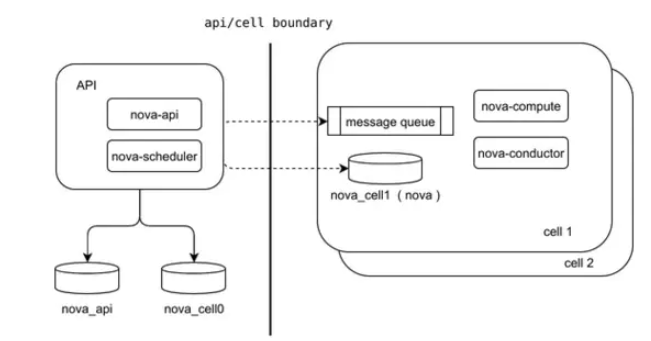 api/cell boundary
API
nova-api
nova-scheduler
nova_api
nova_cell0
message queue
nova_cell1 ( nova )
nova-compute
nova-conductor
cell 1
cell 2